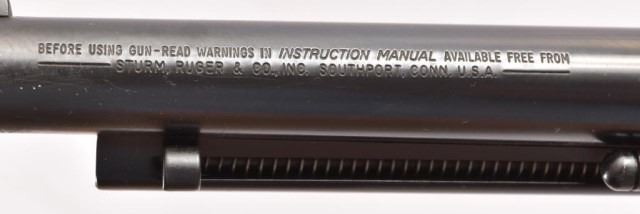 BEFORE USING GUN-READ WARNINGS IN INSTRUCTION MANUAL AVAILABLE FREE FROM
STURM, RUGER & CO., INC. SOUTHPORT, CONN. U.S.A.